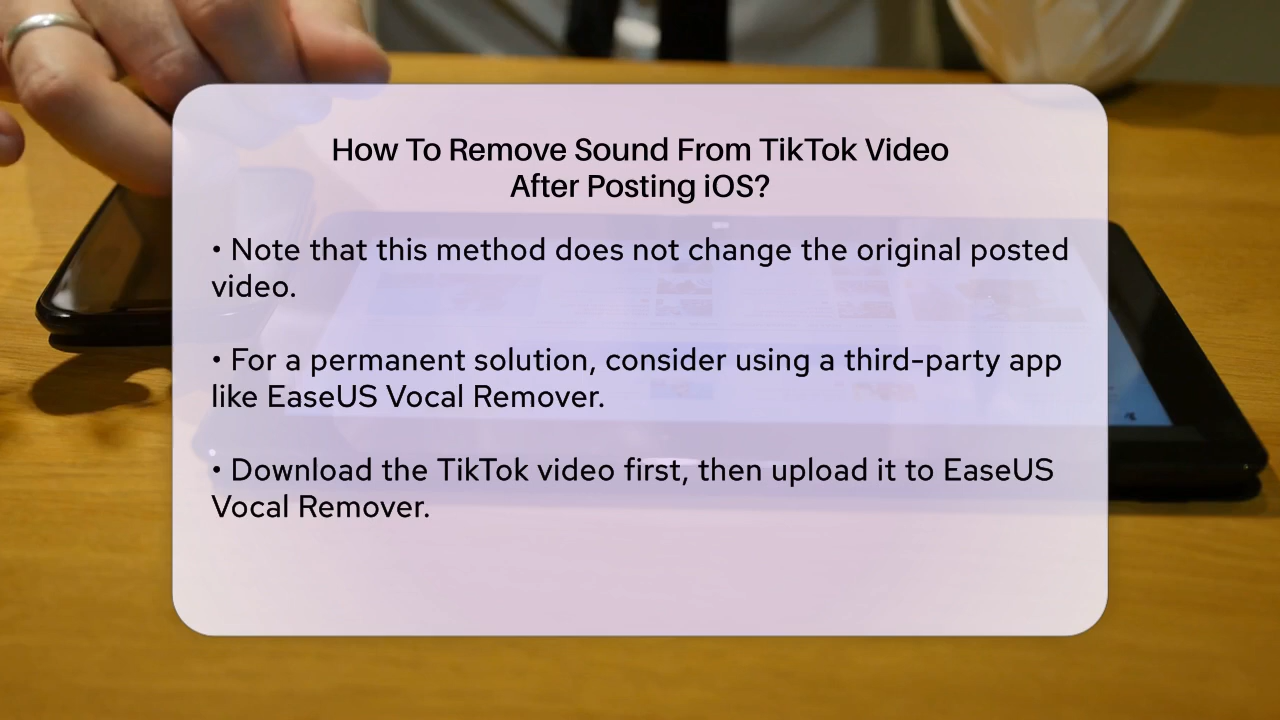 How To Remove Sound From TikTok Video
After Posting iOS?
• Note that this method does not change the original posted
video.
• For a permanent solution, consider using a third-party app
like EaseUS Vocal Remover.
• Download the TikTok video first, then upload it to EaseUS
Vocal Remover.